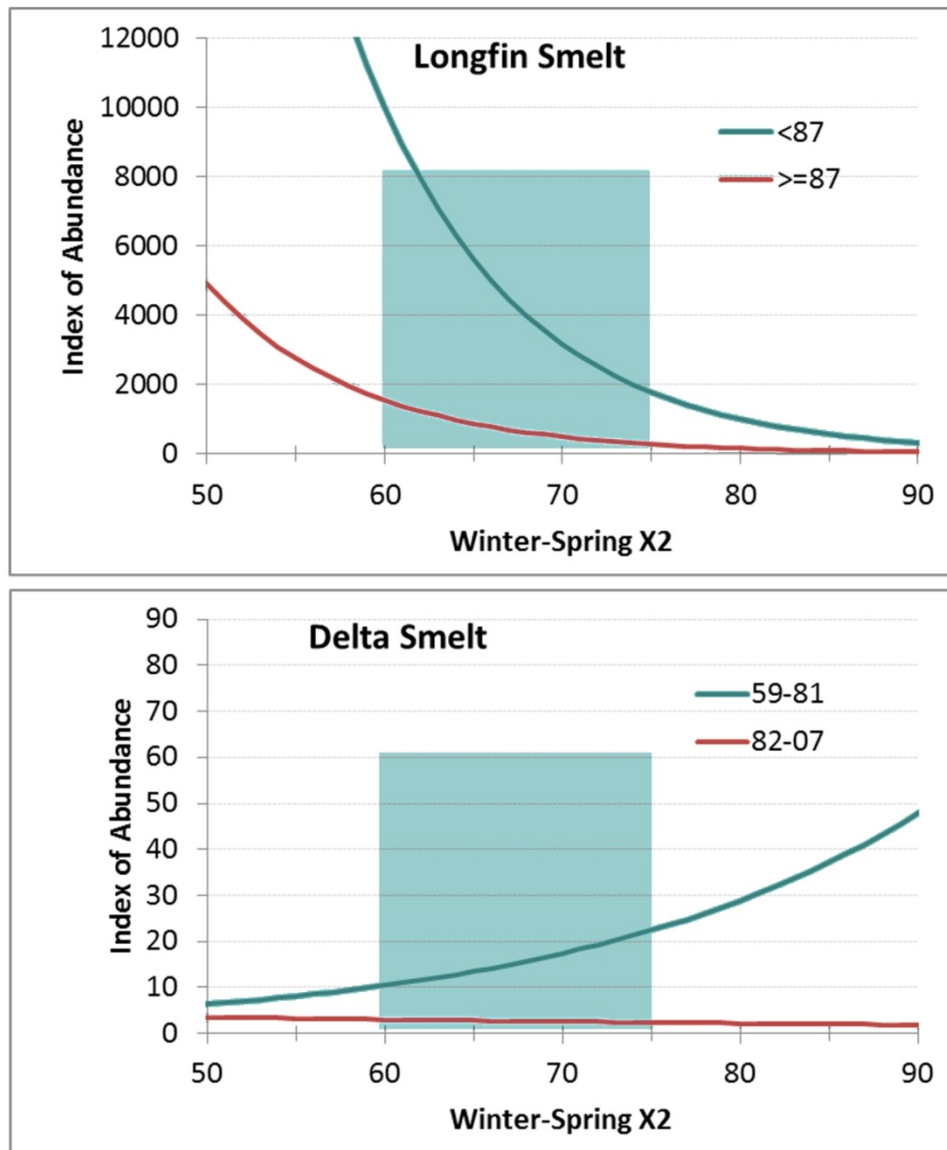 Longfin Smelt
12000
10000
8000
6000
4000
2000
0
Index of Abundance
<87
>=87
50 60 70 80 90
Winter-Spring X2
Delta Smelt
90
80
70
60
50
40
30
20
10
0
Index of Abundance
59-81
82-07
50 60 70 80 90
Winter-Spring X2